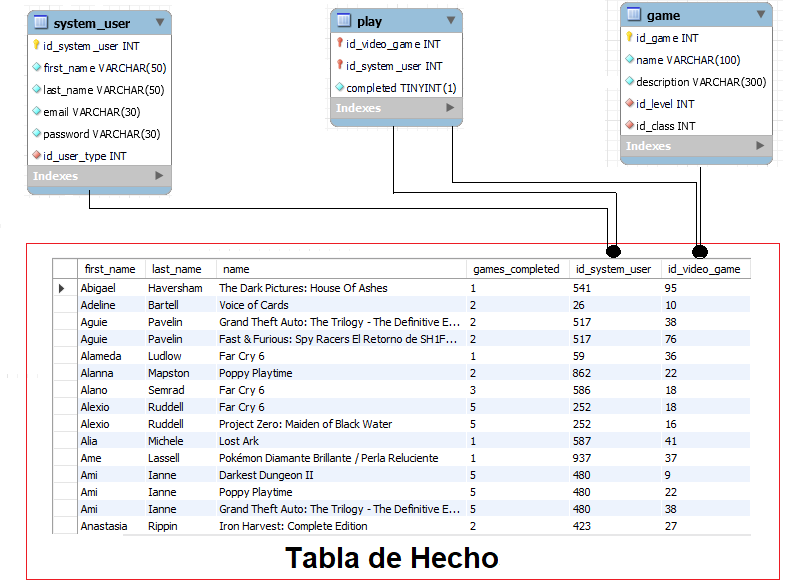 system_user
id_system_user INT
first_name VARCHAR(50)
last_name VARCHAR(50)
email VARCHAR(30)
password VARCHAR(30)
id_user_type INT
Indexes
play
id_video_game INT
id_system_user INT
completed TINYINT(1)
Indexes
game
id_game INT
name VARCHAR(100)
description VARCHAR(300)
id_level INT
id_class INT
Indexes
first_name last_name name games_completed id_system_user id_video_game
Abigael Haversham The Dark Pictures: House Of Ashes 1 541 95
Adeline Bartell Voice of Cards 2 26 10
Aguie Pavelin Grand Theft Auto: The Trilogy - The Definitive E... 2 517 38
Aguie Pavelin Fast & Furious: Spy Racers El Retorno de SH1F... 2 517 76
Alameda Ludlow Far Cry 6 1 59 36
Alanna Mapston Poppy Playtime 2 862 22
Alano Semrad Far Cry 6 3 586 18
Alexio Ruddell Far Cry 6 5 252 18
Alexio Ruddell Project Zero: Maiden of Black Water 5 252 16
Alia Michele Lost Ark 1 587 41
Ame Lassell Pokémon Diamante Brillante / Perla Reluciente 1 937 37
Ami Ianne Darkest Dungeon II 5 480 9
Ami Ianne Poppy Playtime 5 480 22
Ami Ianne Grand Theft Auto: The Trilogy - The Definitive E... 5 480 38
Anastasia Rippin Iron Harvest: Complete Edition 2 423 27
Tabla de Hecho